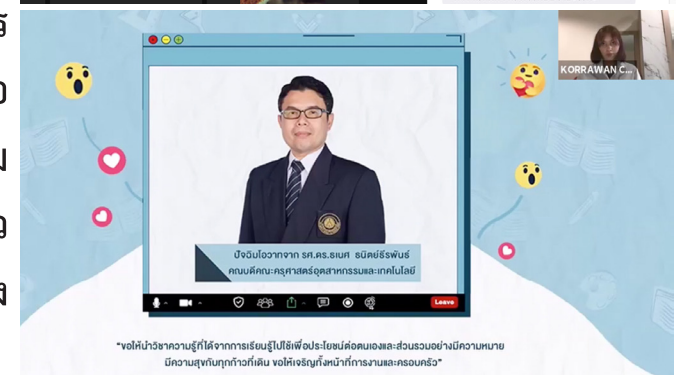 KORRAWAN C...
ปัจฉิมโอวาทจาก รศ.ดร.ธเนศ ธนิตย์ธีรพันธ์
คณบดีคณะครุศาสตร์อุตสาหกรรมและเทคโนโลยี
Leave
"ขอให้นำวิชาความรู้ที่ได้จากการเรียนรู้ไปใช้เพื่อประโยชน์ต่อตนเองและส่วนรวมอย่างมีความหมาย
มีความสุขกับทุกก้าวที่เดิน ขอให้เจริญทั้งหน้าที่การงานและครอบครัว"